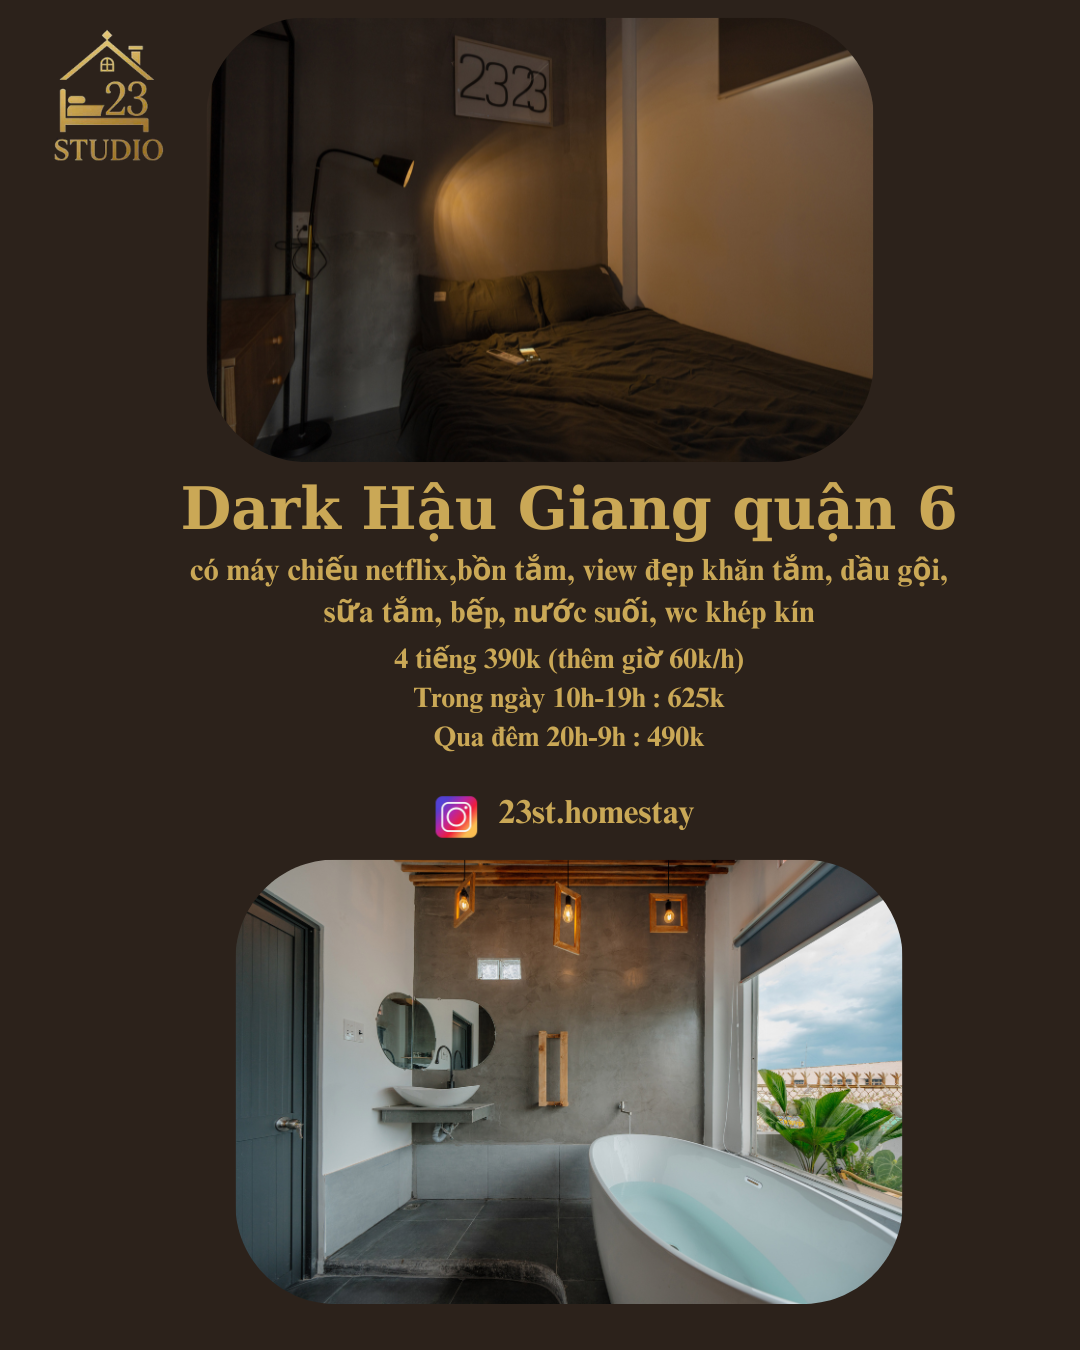 23
STUDIO
2323
Dark Hậu Giang quận 6
có máy chiếu netflix,bồn tắm, view đẹp khăn tắm, dầu gội,
sữa tắm, bếp, nước suối, wc khép kín
4 tiếng 390k (thêm giờ 60k/h)
Trong ngày 10h-19h : 625k
Qua đêm 20h-9h : 490k
23st.homestay